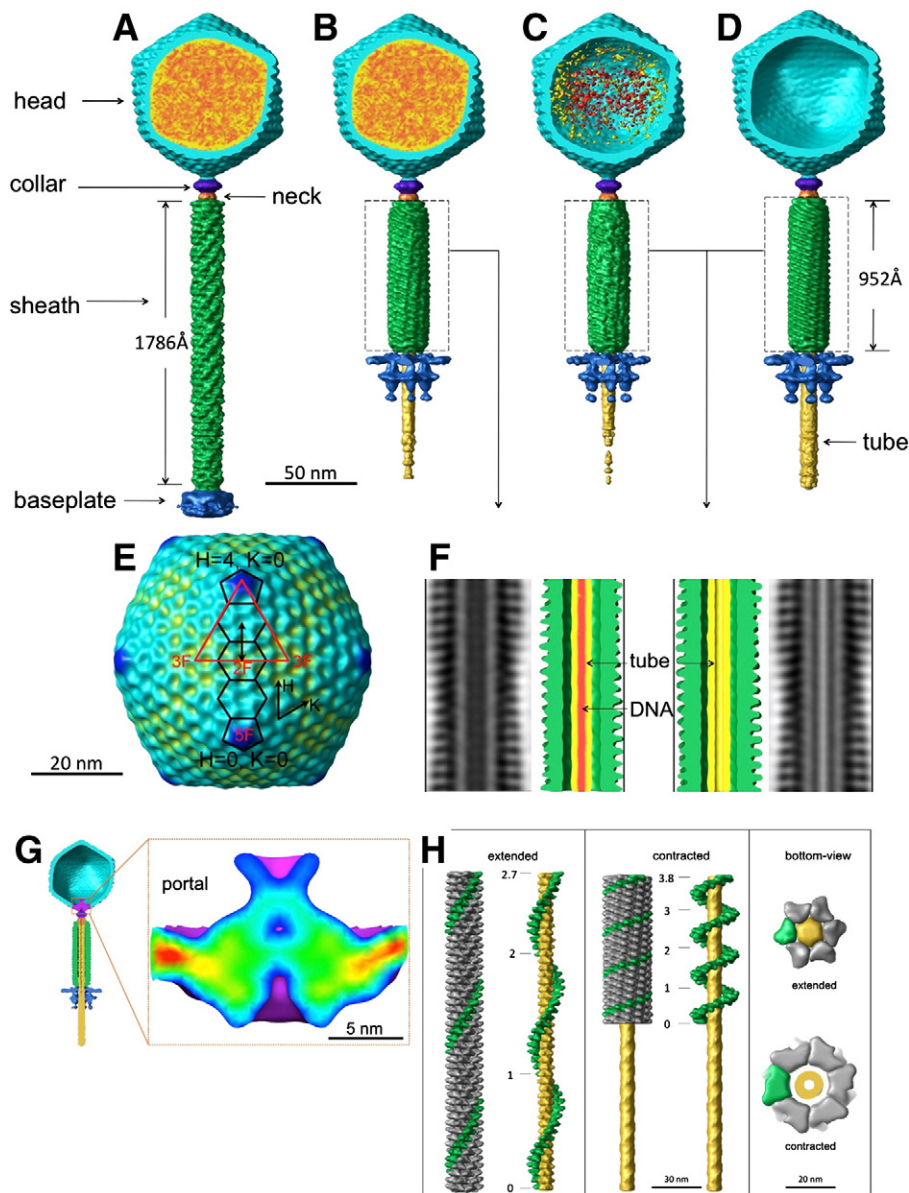 A
B
C
D
head
collar
neck
sheath
1786Å
952Å
tube
baseplate
50 nm
E
H=4, K=0
3F
2F
3F
H
K
5F
H=0, K=0
20 nm
F
tube
DNA
G
portal
5 nm
H
extended
contracted
bottom-view
2.7
2
1
0
3.8
3
2
1
0
30 nm
extended
contracted
20 nm